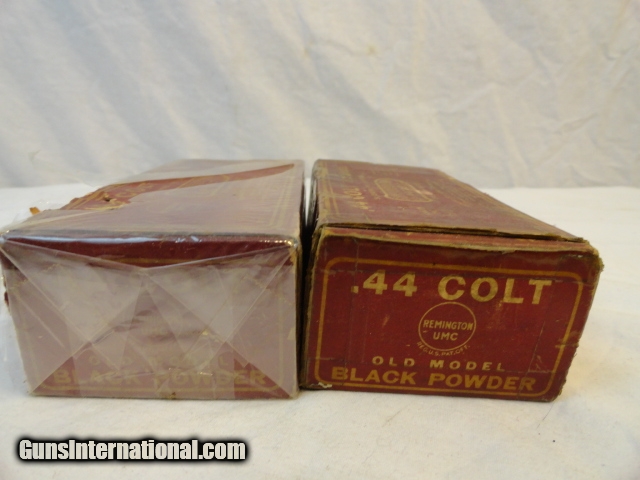 .44 COLT
REMINGTON
UMC
OLD MODEL
BLACK POWDER
BLACK POWDER
GunsInternational.com